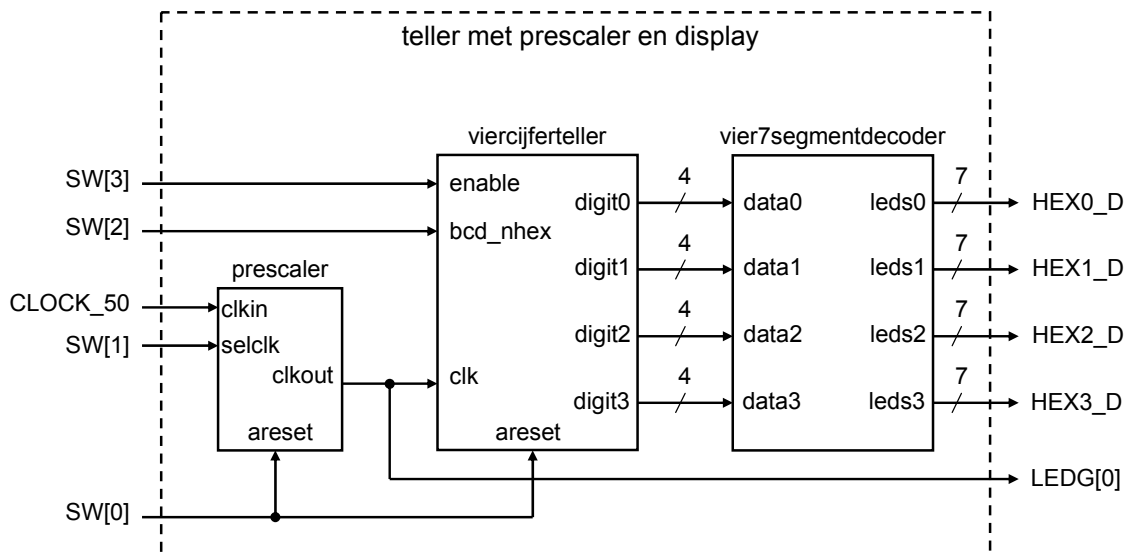 teller met prescaler en display
viercijferteller
vier7segmentdecoder
SW[3]
enable
digit0
4
data0
leds0
7
HEX0_D
SW[2]
bcd_nhex
digit1
4
data1
leds1
7
HEX1_D
prescaler
CLOCK_50
clkin
digit2
4
data2
leds2
7
HEX2_D
SW[1]
selclk
clkout
clk
digit3
4
data3
leds3
7
HEX3_D
areset
areset
LEDG[0]
SW[0]